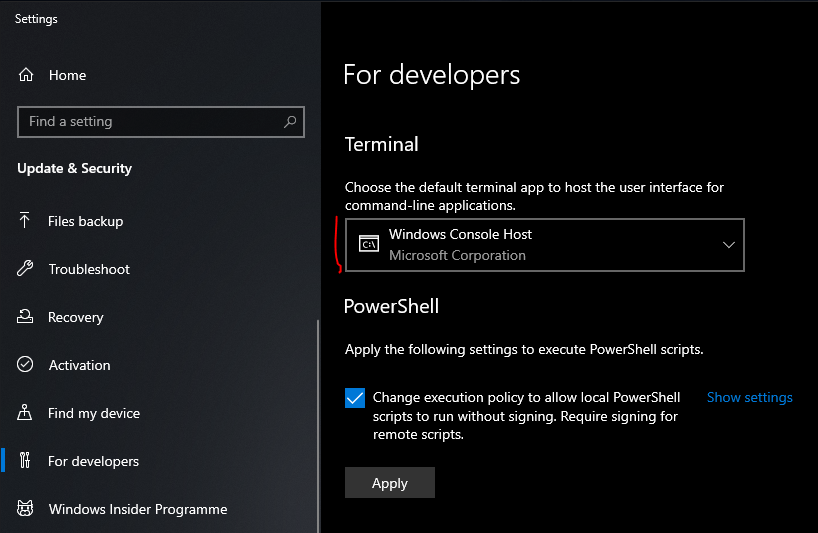 Settings
Home
Find a setting
Update & Security
Files backup
Troubleshoot
Recovery
Activation
Find my device
For developers
Windows Insider Programme
For developers
Terminal
Choose the default terminal app to host the user interface for
command-line applications.
C:\
Windows Console Host
Microsoft Corporation
PowerShell
Apply the following settings to execute PowerShell scripts.
Change execution policy to allow local PowerShell
scripts to run without signing. Require signing for
remote scripts.
Show settings
Apply